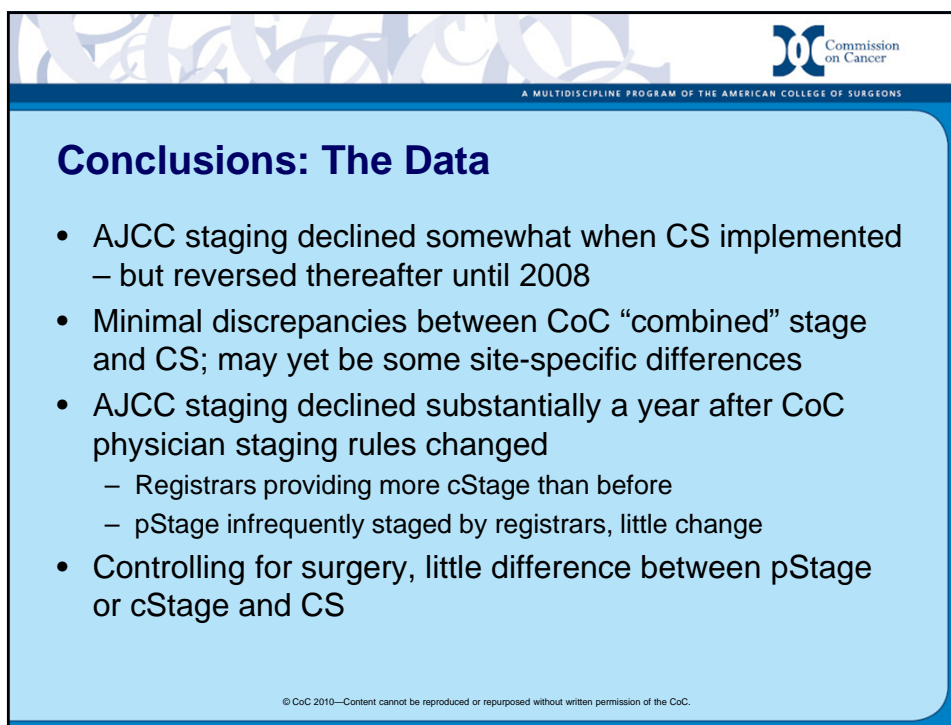 Commission
on Cancer
A MULTIDISCIPLINE PROGRAM OF THE AMERICAN COLLEGE OF SURGEONS
Conclusions: The Data
• AJCC staging declined somewhat when CS implemented
– but reversed thereafter until 2008
• Minimal discrepancies between CoC “combined” stage
and CS; may yet be some site-specific differences
• AJCC staging declined substantially a year after CoC
physician staging rules changed
– Registrars providing more cStage than before
– pStage infrequently staged by registrars, little change
• Controlling for surgery, little difference between pStage
or cStage and CS
© CoC 2010—Content cannot be reproduced or repurposed without written permission of the CoC.